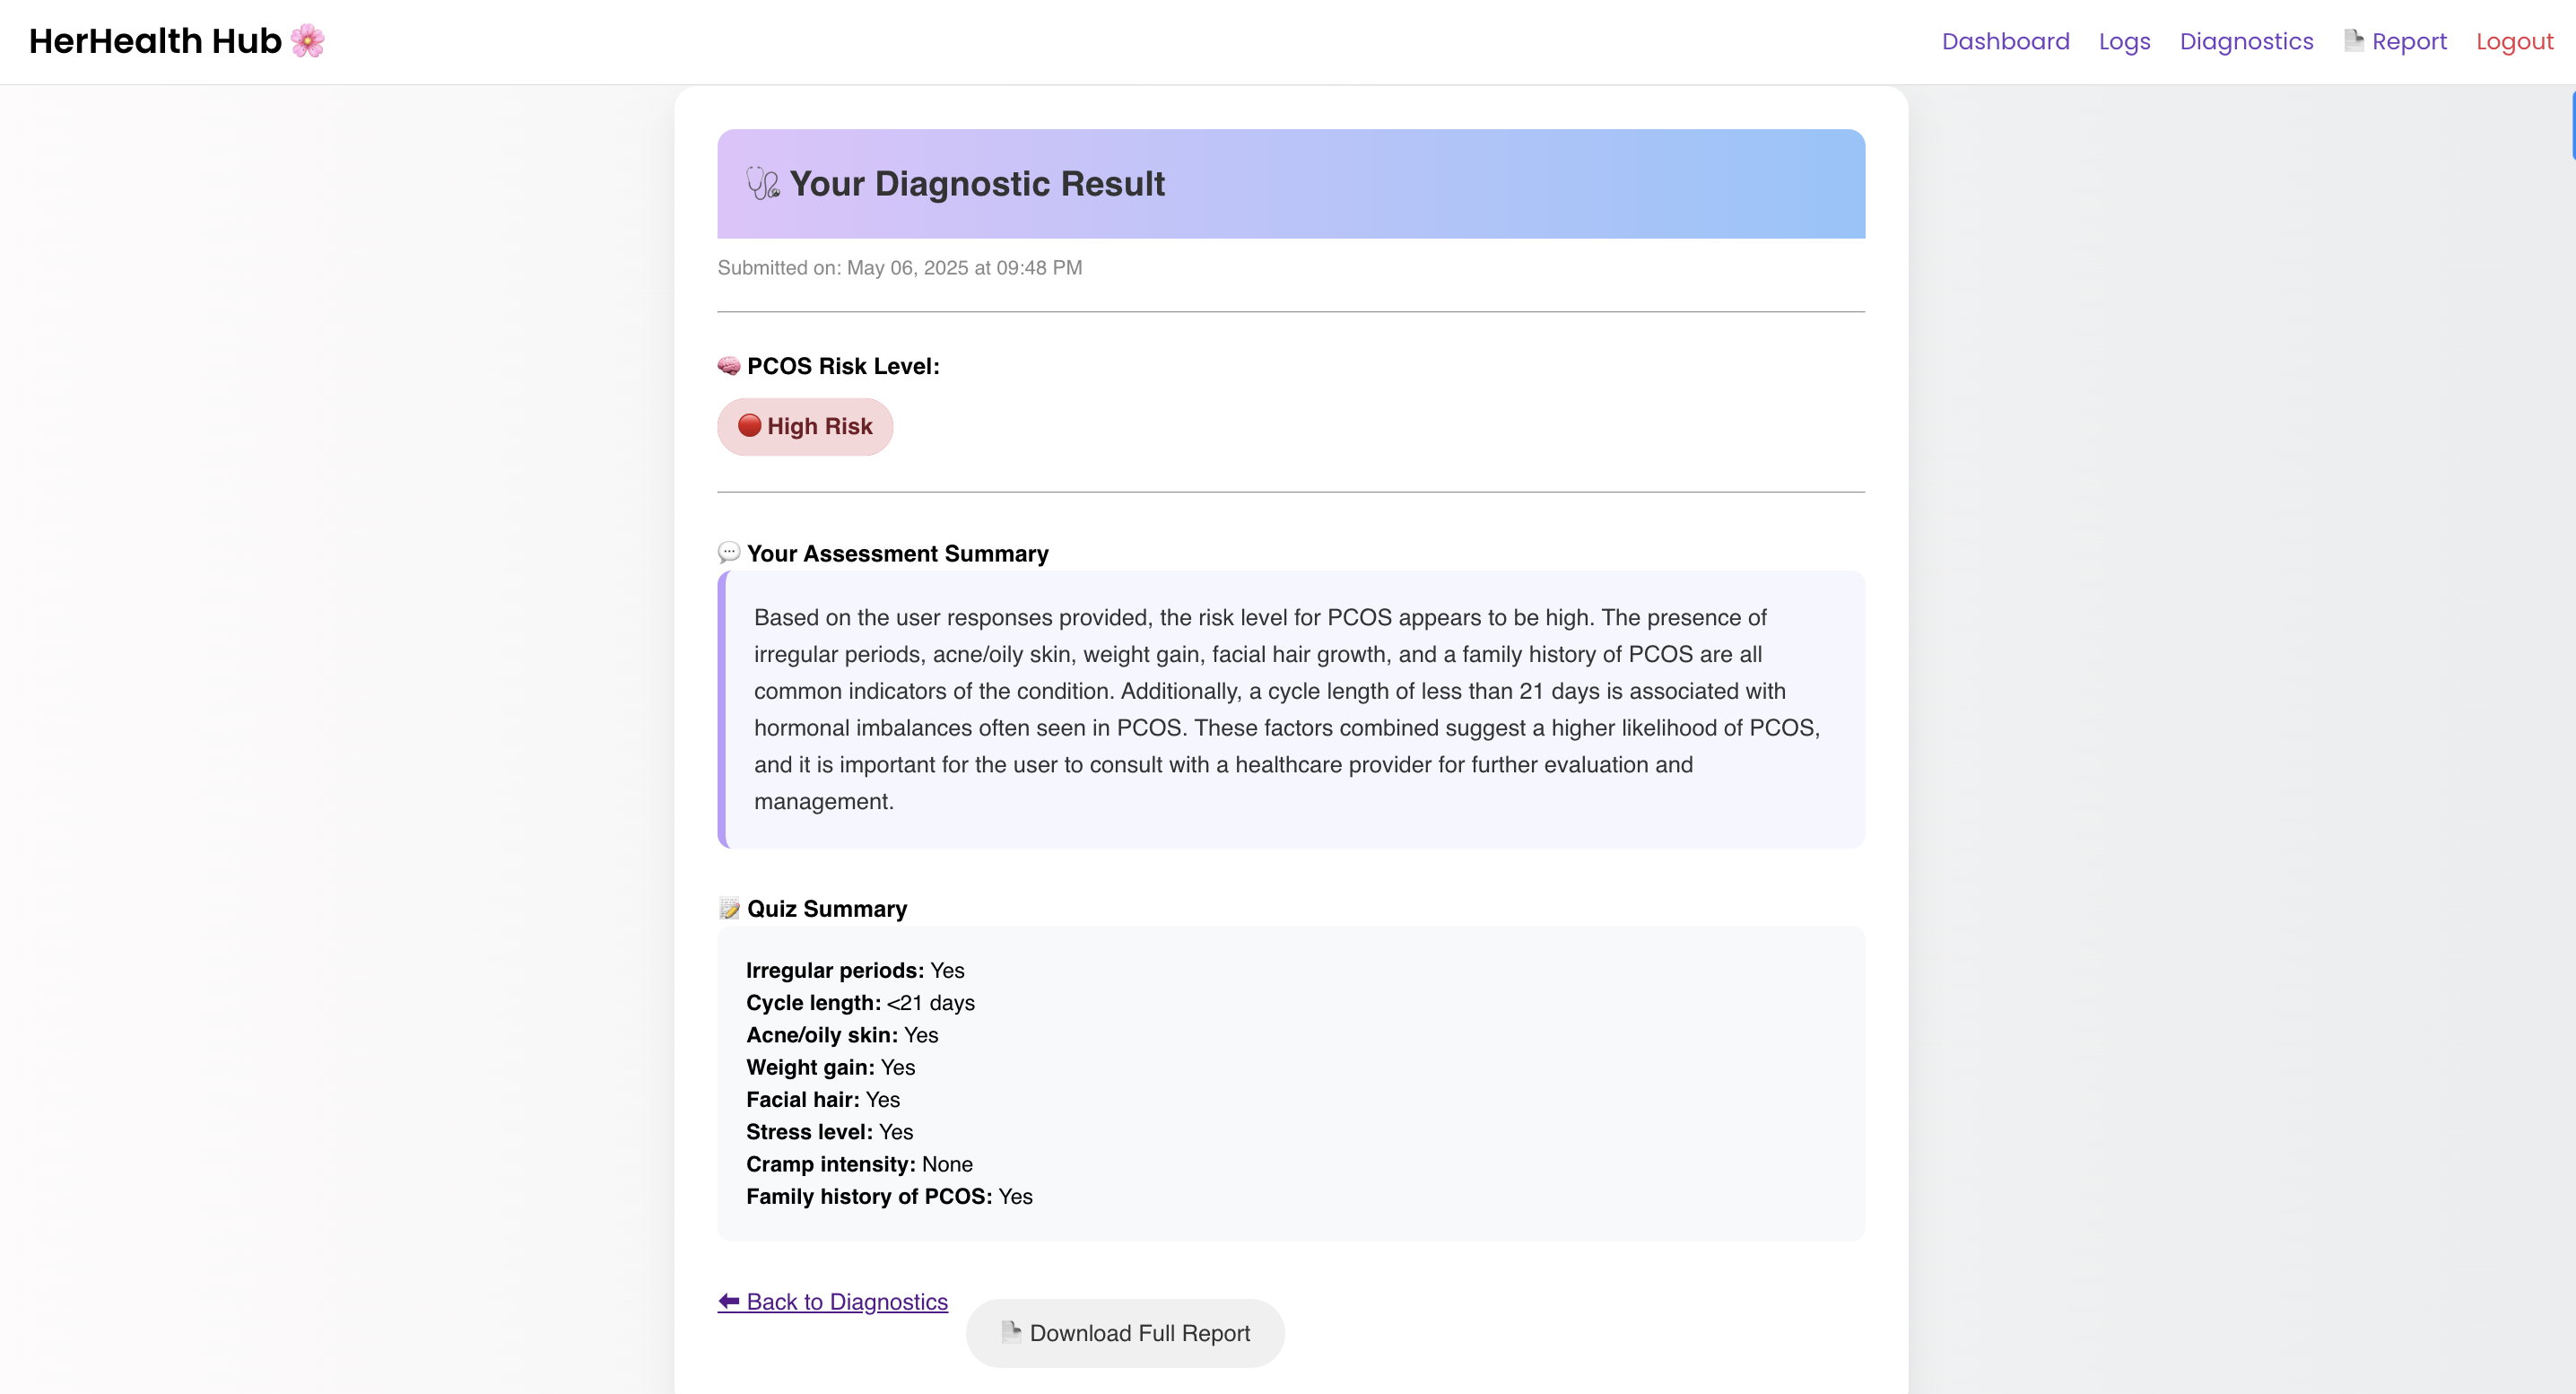 HerHealth Hub 🌸
Dashboard Logs Diagnostics 📄 Report Logout
🩺 Your Diagnostic Result
Submitted on: May 06, 2025 at 09:48 PM
🧠 PCOS Risk Level:
🔴 High Risk
💬 Your Assessment Summary
Based on the user responses provided, the risk level for PCOS appears to be high. The presence of
irregular periods, acne/oily skin, weight gain, facial hair growth, and a family history of PCOS are all
common indicators of the condition. Additionally, a cycle length of less than 21 days is associated with
hormonal imbalances often seen in PCOS. These factors combined suggest a higher likelihood of PCOS,
and it is important for the user to consult with a healthcare provider for further evaluation and
management.
📝 Quiz Summary
Irregular periods: Yes
Cycle length: <21 days
Acne/oily skin: Yes
Weight gain: Yes
Facial hair: Yes
Stress level: Yes
Cramp intensity: None
Family history of PCOS: Yes
⬅ Back to Diagnostics
📄 Download Full Report